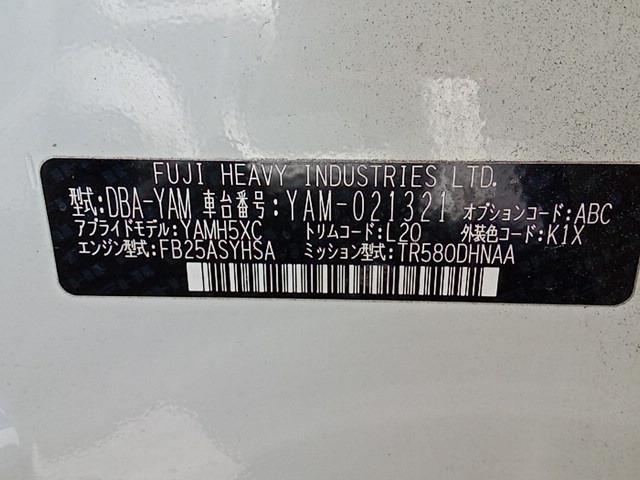 FUJI HEAVY INDUSTRIES LTD.
型式:DBA-YAM 車台番号:YAM-021321 オプションコード:ABC
アプライドモデル:YAMH5XC トリムコード:L20 外装色コード:K1X
エンジン型式:FB25ASYHSA ミッション型式:TR580DHNAA